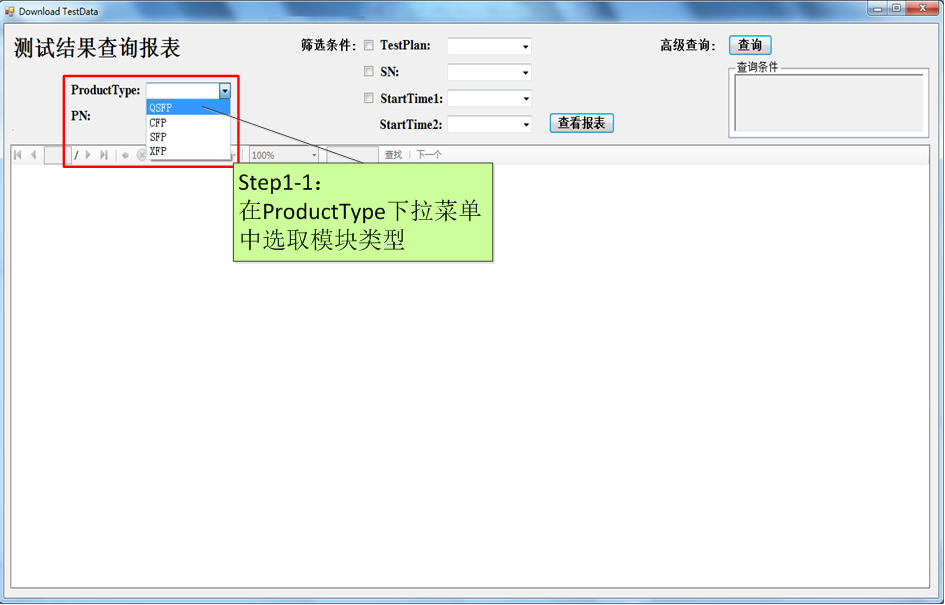 Download TestData
测试结果查询报表
筛选条件:
TestPlan:
高级查询:
查询
SN:
查询条件
ProductType:
StartTime1:
QSFP
CFP
SFP
XFP
PN:
StartTime2:
查看报表
/
100%
查找
下一个
Step1-1:
在ProductType下拉菜单
中选取模块类型